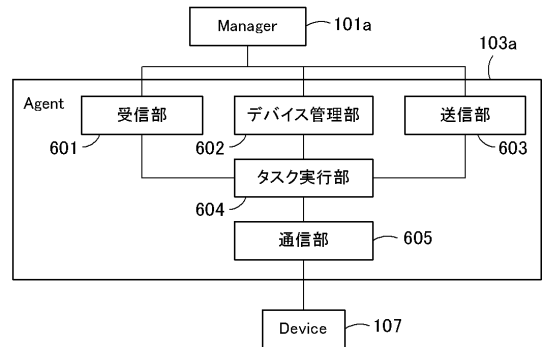 Manager
101a
103a
Agent
受信部
デバイス管理部
送信部
601
602
603
タスク実行部
604
通信部
605
Device
107